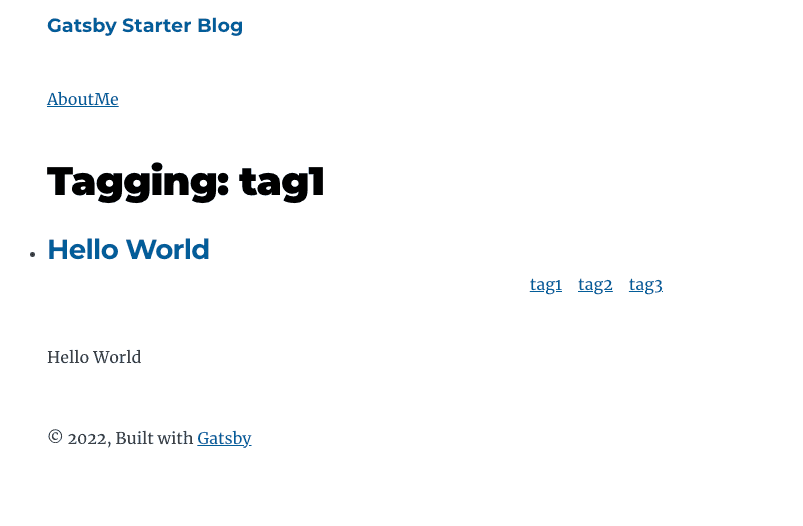 Gatsby Starter Blog
AboutMe
Tagging: tag1
Hello World
tag1 tag2 tag3
Hello World
© 2022, Built with Gatsby